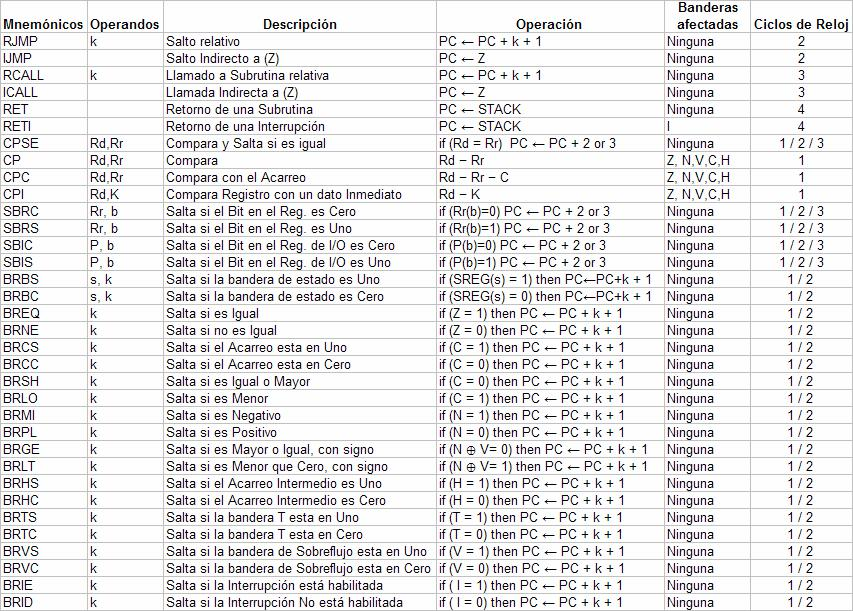 Mnemónicos Operandos Descripción Operación Banderas afectadas Ciclos de Reloj
RJMP k Salto relativo PC ← PC + k + 1 Ninguna 2
IJMP Salto Indirecto a (Z) PC ← Z Ninguna 2
RCALL k Llamado a Subrutina relativa PC ← PC + k + 1 Ninguna 3
ICALL Llamada Indirecta a (Z) PC ← Z Ninguna 3
RET Retorno de una Subrutina PC ← STACK Ninguna 4
RETI Retorno de una Interrupción PC ← STACK I 4
CPSE Rd,Rr Compara y Salta si es igual if (Rd = Rr) PC ← PC + 2 or 3 Ninguna 1 / 2 / 3
CP Rd,Rr Compara Rd − Rr Z, N,V,C,H 1
CPC Rd,Rr Compara con el Acarreo Rd − Rr − C Z, N,V,C,H 1
CPI Rd,K Compara Registro con un dato Inmediato Rd − K Z, N,V,C,H 1
SBRC Rr, b Salta si el Bit en el Reg. es Cero if (Rr(b)=0) PC ← PC + 2 or 3 Ninguna 1 / 2 / 3
SBRS Rr, b Salta si el Bit en el Reg. es Uno if (Rr(b)=1) PC ← PC + 2 or 3 Ninguna 1 / 2 / 3
SBIC P, b Salta si el Bit en el Reg. de I/O es Cero if (P(b)=0) PC ← PC + 2 or 3 Ninguna 1 / 2 / 3
SBIS P, b Salta si el Bit en el Reg. de I/O es Uno if (P(b)=1) PC ← PC + 2 or 3 Ninguna 1 / 2 / 3
BRBS s, k Salta si la bandera de estado es Uno if (SREG(s) = 1) then PC←PC+k + 1 Ninguna 1 / 2
BRBC s, k Salta si la bandera de estado es Cero if (SREG(s) = 0) then PC←PC+k + 1 Ninguna 1 / 2
BREQ k Salta si es Igual if (Z = 1) then PC ← PC + k + 1 Ninguna 1 / 2
BRNE k Salta si no es Igual if (Z = 0) then PC ← PC + k + 1 Ninguna 1 / 2
BRCS k Salta si el Acarreo esta en Uno if (C = 1) then PC ← PC + k + 1 Ninguna 1 / 2
BRCC k Salta si el Acarreo esta en Cero if (C = 0) then PC ← PC + k + 1 Ninguna 1 / 2
BRSH k Salta si es Igual o Mayor if (C = 0) then PC ← PC + k + 1 Ninguna 1 / 2
BRLO k Salta si es Menor if (C = 1) then PC ← PC + k + 1 Ninguna 1 / 2
BRMI k Salta si es Negativo if (N = 1) then PC ← PC + k + 1 Ninguna 1 / 2
BRPL k Salta si es Positivo if (N = 0) then PC ← PC + k + 1 Ninguna 1 / 2
BRGE k Salta si es Mayor o Igual, con signo if (N ⊕ V= 0) then PC ← PC + k + 1 Ninguna 1 / 2
BRLT k Salta si es Menor que Cero, con signo if (N ⊕ V= 1) then PC ← PC + k + 1 Ninguna 1 / 2
BRHS k Salta si el Acarreo Intermedio es Uno if (H = 1) then PC ← PC + k + 1 Ninguna 1 / 2
BRHC k Salta si el Acarreo Intermedio es Cero if (H = 0) then PC ← PC + k + 1 Ninguna 1 / 2
BRTS k Salta si la bandera T esta en Uno if (T = 1) then PC ← PC + k + 1 Ninguna 1 / 2
BRTC k Salta si la bandera T esta en Cero if (T = 0) then PC ← PC + k + 1 Ninguna 1 / 2
BRVS k Salta si la bandera de Sobreflujo esta en Uno if (V = 1) then PC ← PC + k + 1 Ninguna 1 / 2
BRVC k Salta si la bandera de Sobreflujo esta en Cero if (V = 0) then PC ← PC + k + 1 Ninguna 1 / 2
BRIE k Salta si la Interrupción está habilitada if ( I = 1) then PC ← PC + k + 1 Ninguna 1 / 2
BRID k Salta si la Interrupción No está habilitada if ( I = 0) then PC ← PC + k + 1 Ninguna 1 / 2